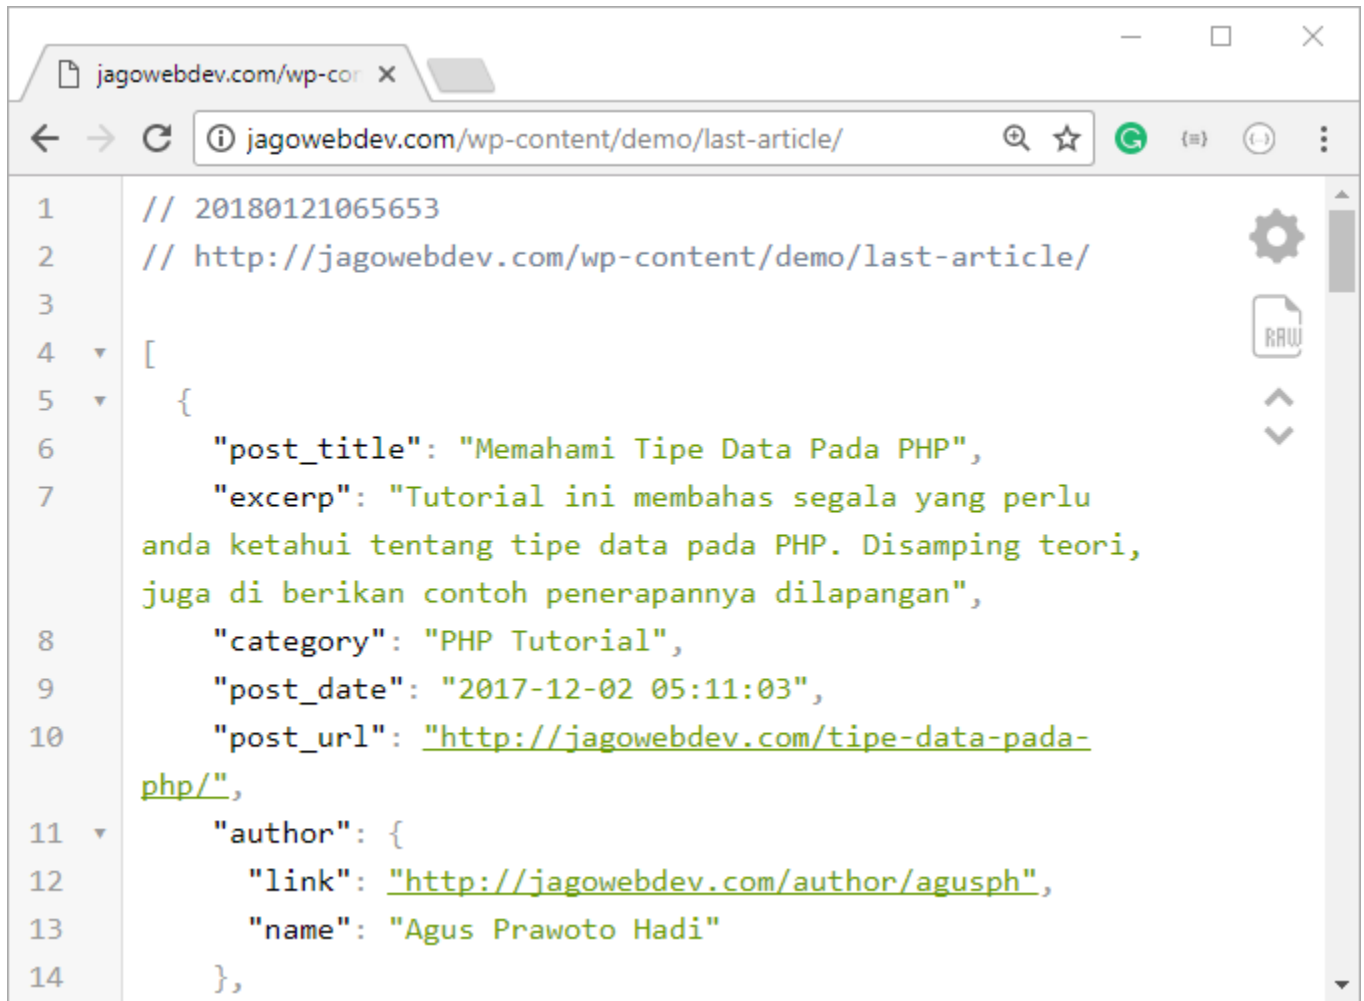 jagowebdev.com/wp-cor
jagowebdev.com/wp-content/demo/last-article/
1 // 20180121065653
2 // http://jagowebdev.com/wp-content/demo/last-article/
3
4 [
5 {
6 "post_title": "Memahami Tipe Data Pada PHP",
7 "excerp": "Tutorial ini membahas segala yang perlu
anda ketahui tentang tipe data pada PHP. Disamping teori,
juga di berikan contoh penerapannya dilapangan",
8 "category": "PHP Tutorial",
9 "post_date": "2017-12-02 05:11:03",
10 "post_url": "http://jagowebdev.com/tipe-data-pada-
php/",
11 "author": {
12 "link": "http://jagowebdev.com/author/agusph",
13 "name": "Agus Prawoto Hadi"
14 },
RAW